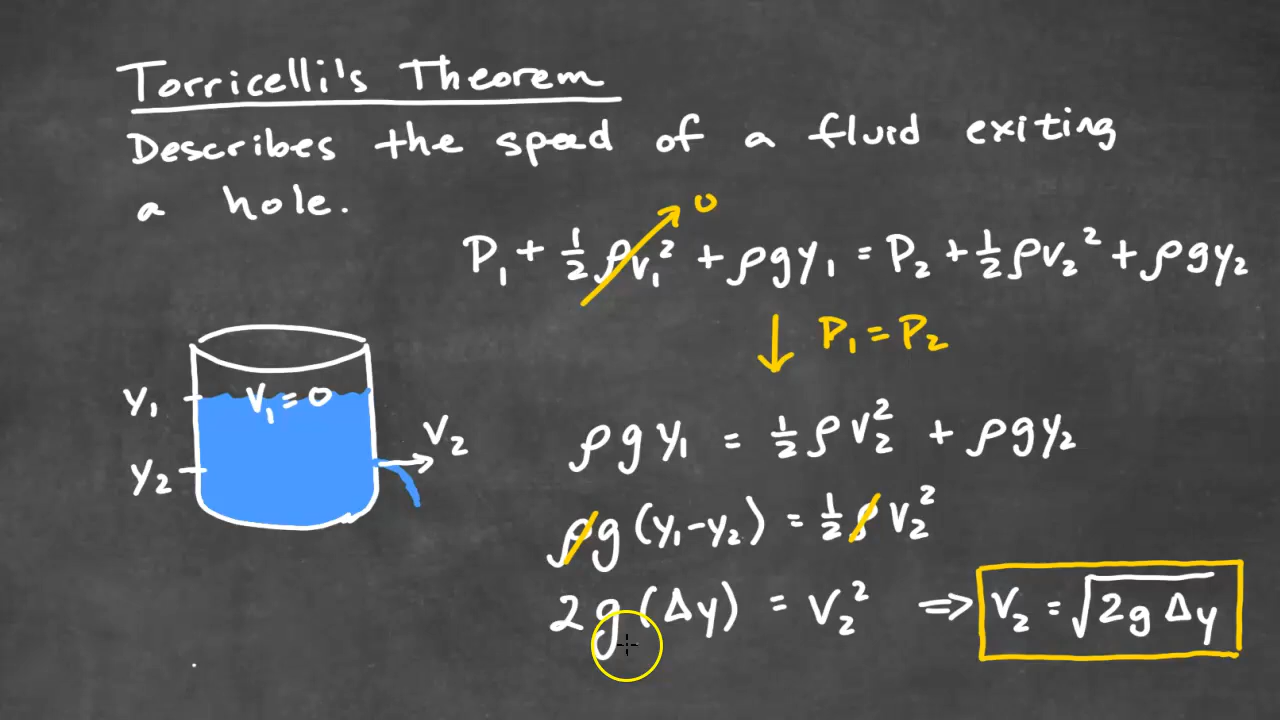 Torricelli's Theorem
Describes the speed of a fluid exiting
a hole.
0
P₁ + ½ρv₁² + ρgy₁ = P₂ + ½ρv₂² + ρgy₂
P₁ = P₂
y₁
V₁ = 0
V₂
y₂
ρgy₁ = ½ρv₂² + ρgy₂
ρg(y₁-y₂) = ½ρv₂²
2g(Δy) = v₂² ⇒ v₂ = √2gΔy